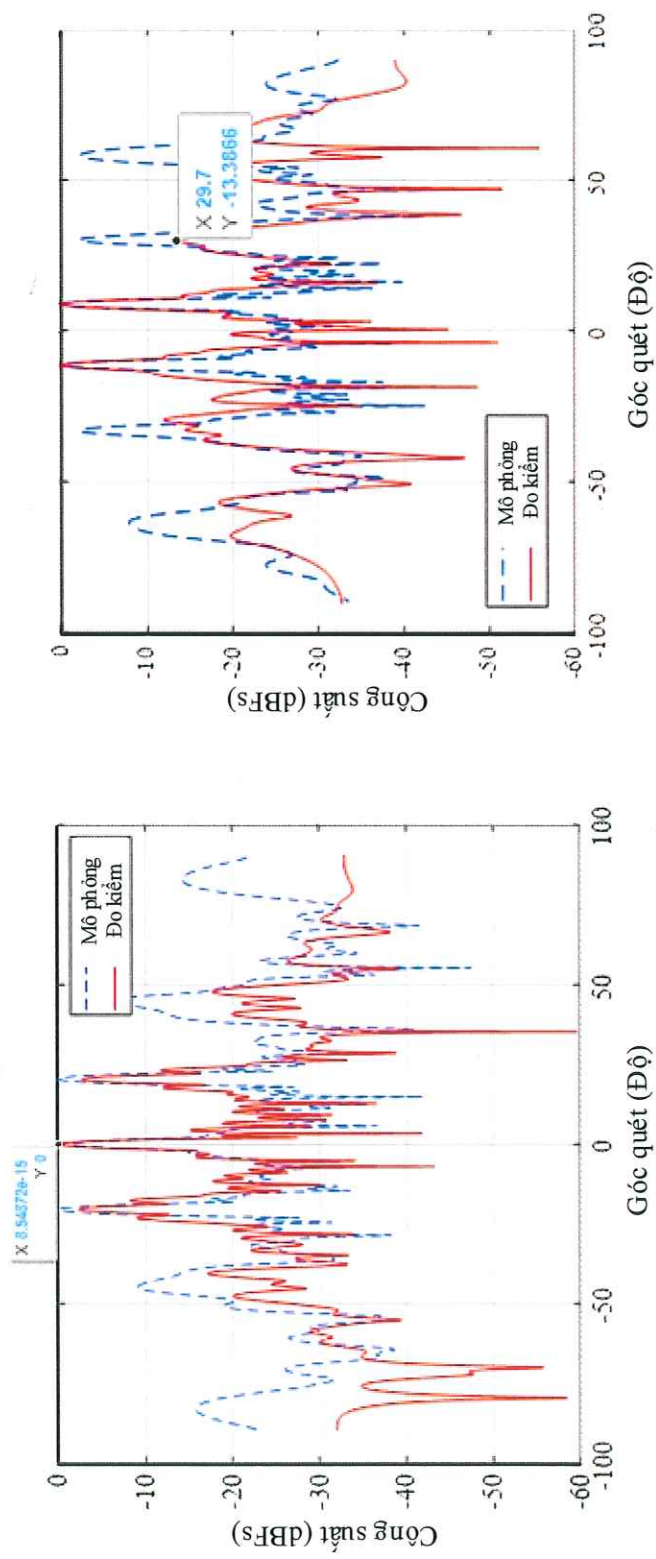 X 8.54872e-15
Y 0
0
-10
-20
-30
-40
-50
-60
Công suất (dBFs)
-100
-50
0
50
100
Góc quét (Độ)
Mô phỏng
Đo kiểm
X 29.7
Y -13.3866
0
-10
-20
-30
-40
-50
-60
Công suất (dBFs)
-100
-50
0
50
100
Góc quét (Độ)
Mô phỏng
Đo kiểm